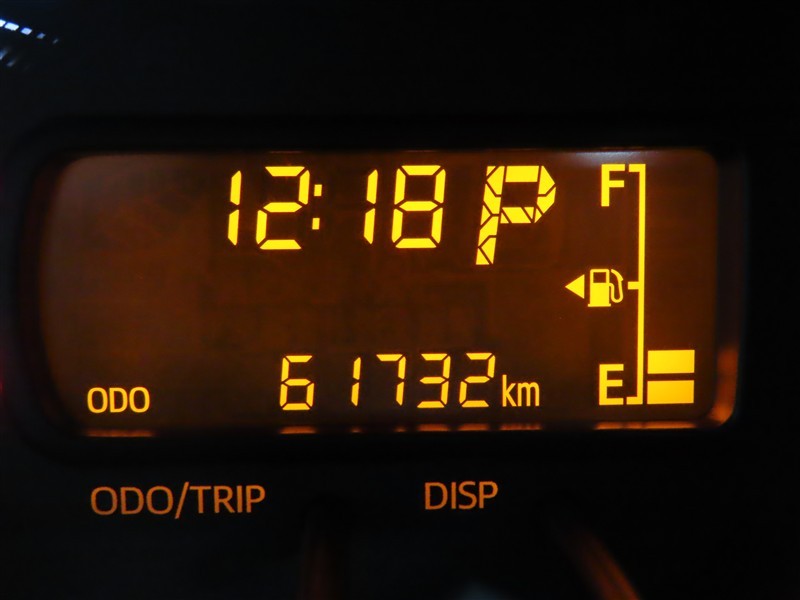 12:18 P F
ODO 61732 km E
ODO/TRIP DISP